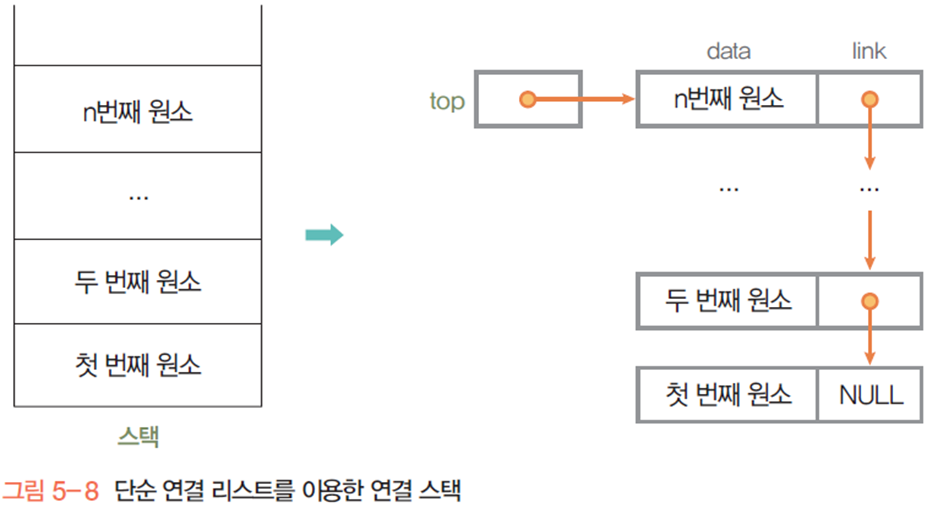 n번째 원소
...
두 번째 원소
첫 번째 원소
스택
data link
top
n번째 원소
... ...
두 번째 원소
첫 번째 원소 NULL
그림 5-8 단순 연결 리스트를 이용한 연결 스택